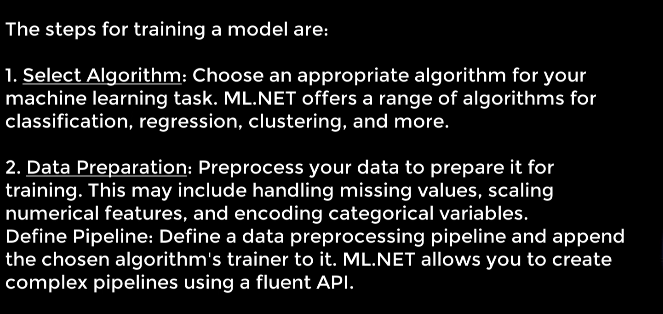 The steps for training a model are:
1. Select Algorithm: Choose an appropriate algorithm for your
machine learning task. ML.NET offers a range of algorithms for
classification, regression, clustering, and more.
2. Data Preparation: Preprocess your data to prepare it for
training. This may include handling missing values, scaling
numerical features, and encoding categorical variables.
Define Pipeline: Define a data preprocessing pipeline and append
the chosen algorithm's trainer to it. ML.NET allows you to create
complex pipelines using a fluent API.